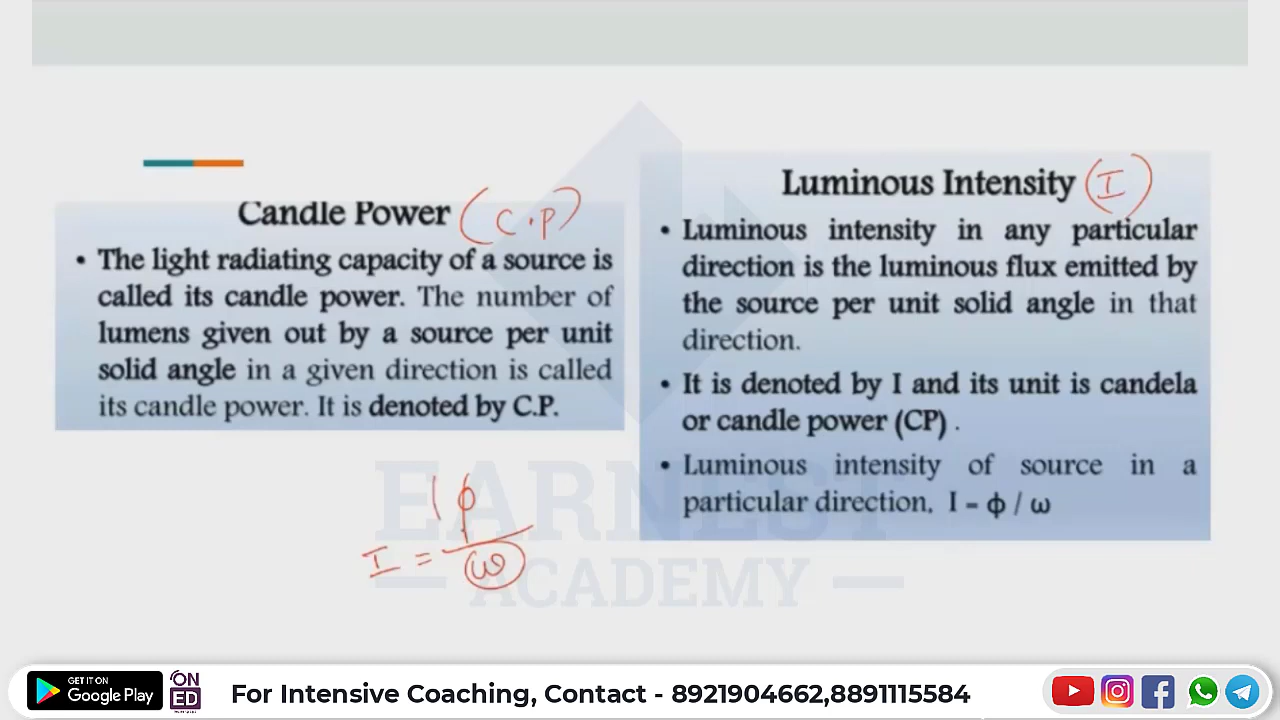 Candle Power (C.P)
• The light radiating capacity of a source is
called its candle power. The number of
lumens given out by a source per unit
solid angle in a given direction is called
its candle power. It is denoted by C.P.
Luminous Intensity (I)
• Luminous intensity in any particular
direction is the luminous flux emitted by
the source per unit solid angle in that
direction.
• It is denoted by I and its unit is candela
or candle power (CP) .
• Luminous intensity of source in a
particular direction, I = ϕ / ω
I = ϕ / ω
EARNEST
ACADEMY
GET IT ON
Google Play
ON
ED
For Intensive Coaching, Contact - 8921904662,8891115584